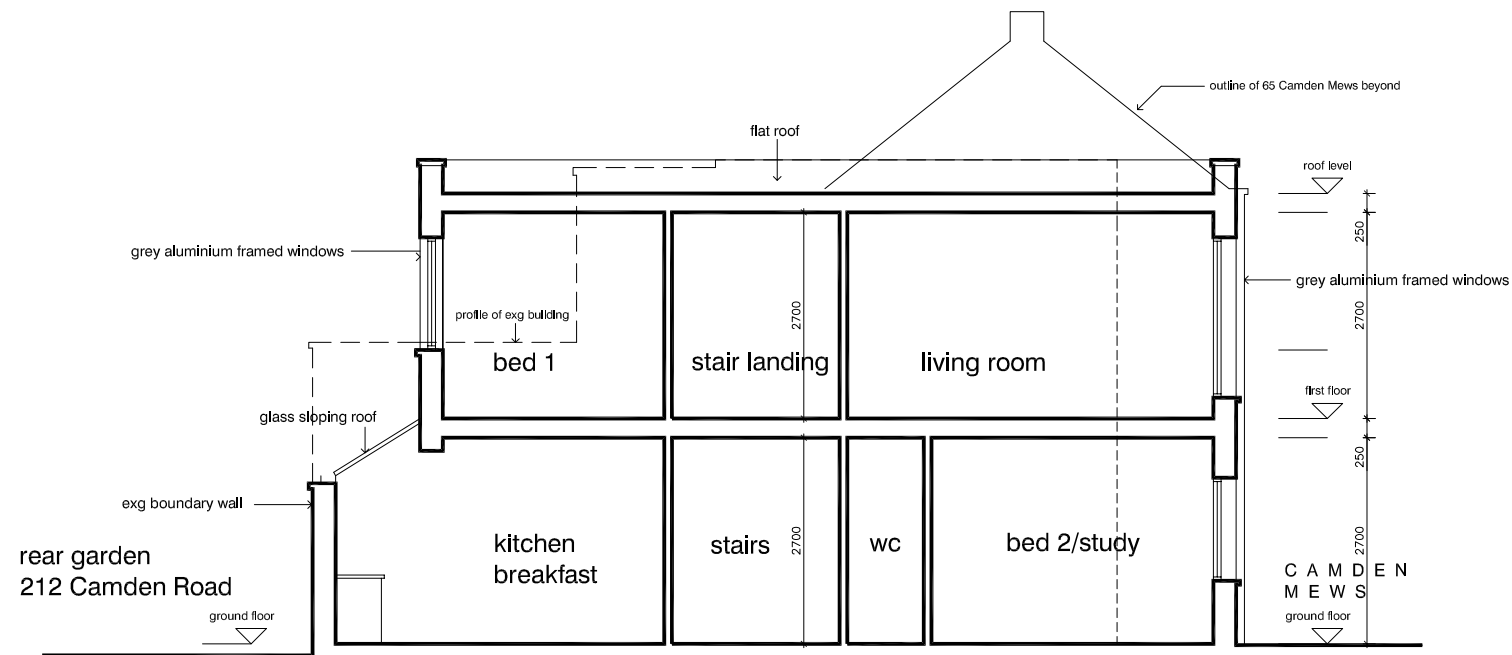 outline of 65 Camden Mews beyond
flat roof
roof level
grey aluminium framed windows
250
grey aluminium framed windows
profile of exg building
2700
2700
bed 1
stair landing
living room
first floor
glass sloping roof
250
exg boundary wall
rear garden
212 Camden Road
kitchen
breakfast
stairs
2700
wc
bed 2/study
2700
CAMDEN
MEWS
ground floor
ground floor